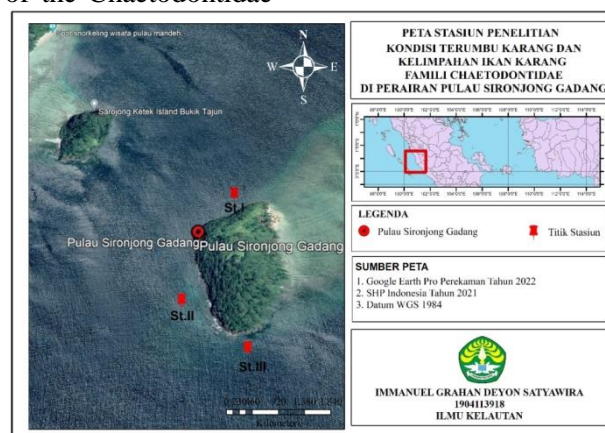 of the Chaetodontidae
Spot snorkeling wisata pulau mandeh
Sarojong Ketek Island Bukik Tajun
N
W
E
S
St.I
Pulau Sironjong Gadang
Pulau Sironjong Gadang
St.II
St.III
PETA STASIUN PENELITIAN
KONDISI TERUMBU KARANG DAN
KELIMPAHAN IKAN KARANG
FAMILI CHAETODONTIDAE
DI PERAIRAN PULAU SIRONJONG GADANG
LEGENDA
Pulau Sironjong Gadang
Titik Stasiun
SUMBER PETA
1. Google Earth Pro Perekaman Tahun 2022
2. SHP Indonesia Tahun 2021
3. Datum WGS 1984
IMMANUEL GRAHAN DEYON SATYAWIRA
1904113918
ILMU KELAUTAN